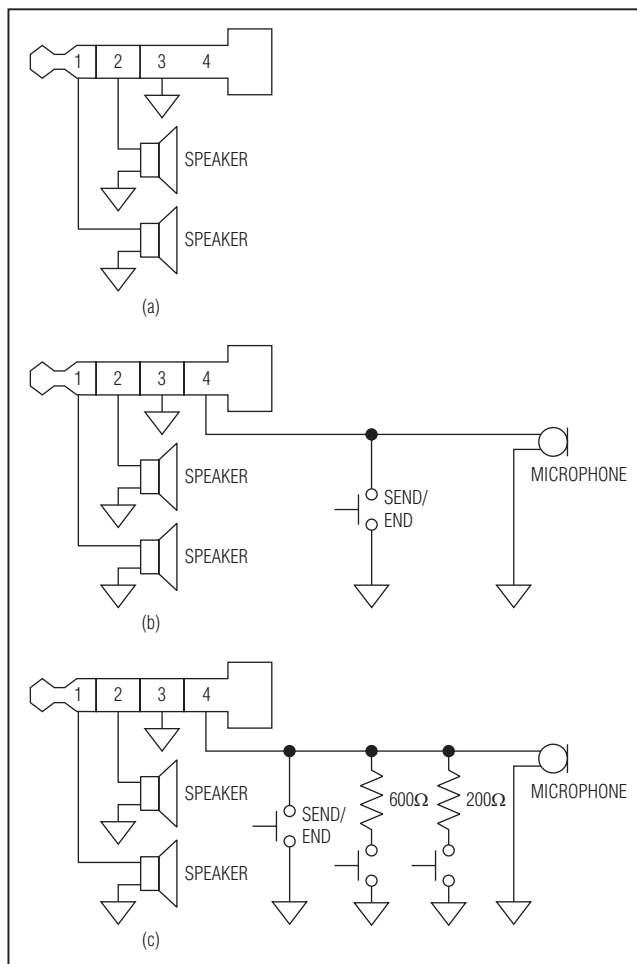 1 2 3 4
SPEAKER
SPEAKER
(a)
1 2 3 4
SPEAKER
SEND/
END
MICROPHONE
SPEAKER
(b)
1 2 3 4
SPEAKER
SEND/
END
600Ω
200Ω
MICROPHONE
SPEAKER
(c)